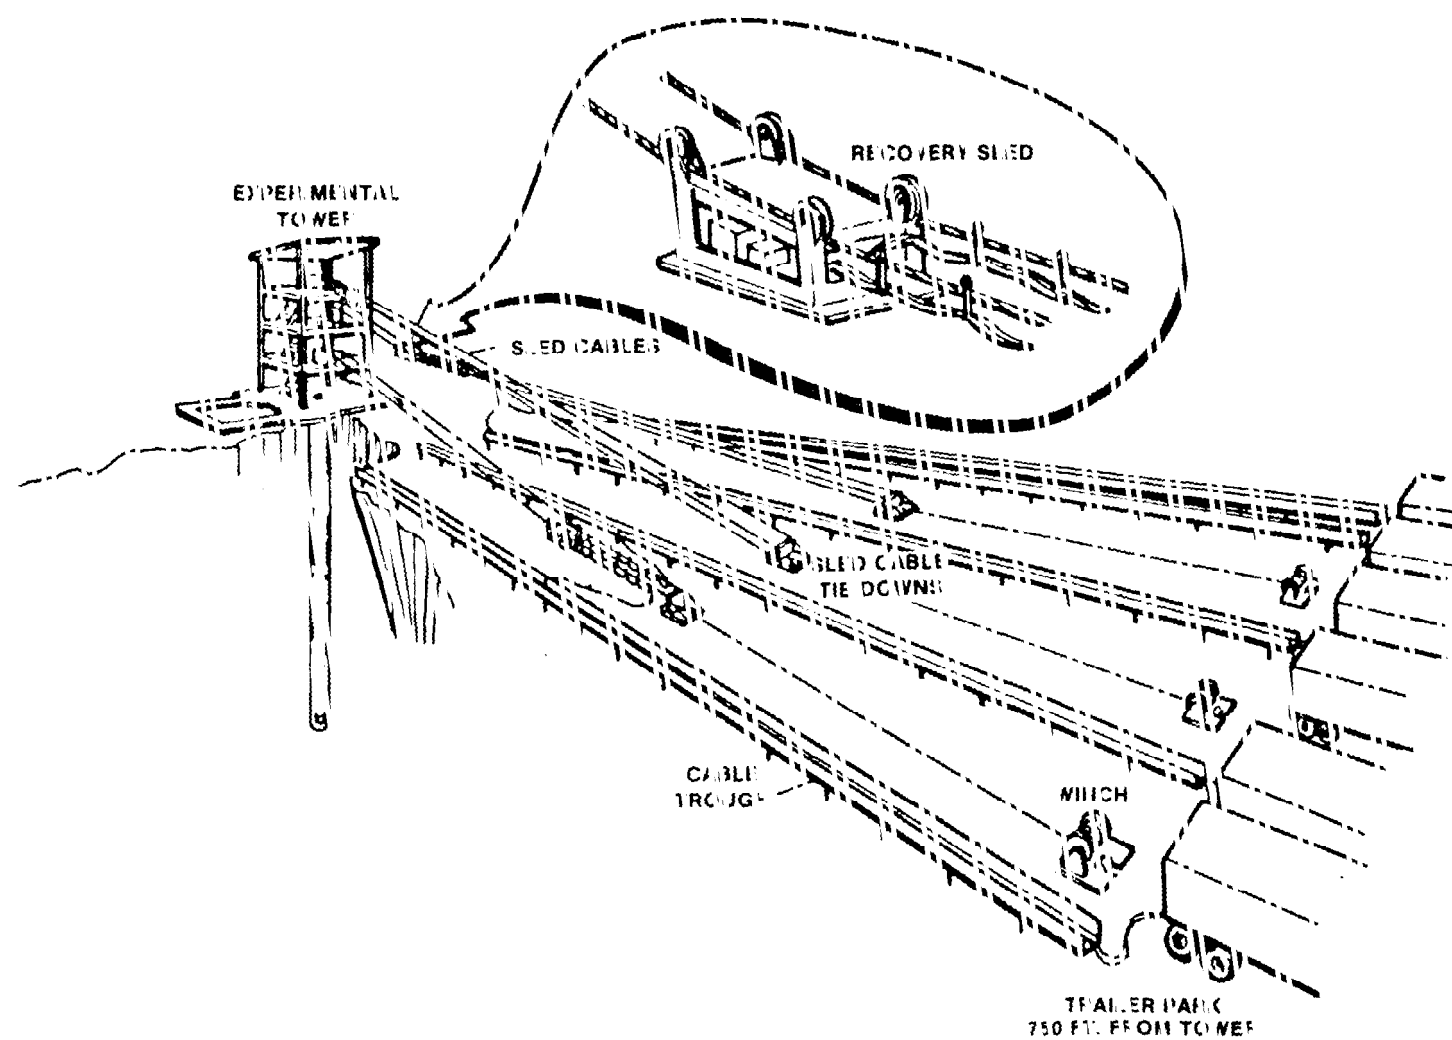 RECOVERY SLED
EXPERIMENTAL
TOWER
SLED CABLES
SLED CABLE
TIE DOWNS
CABLE
TROUGH
WINCH
TRAILER PARK
750 FT. FROM TOWER